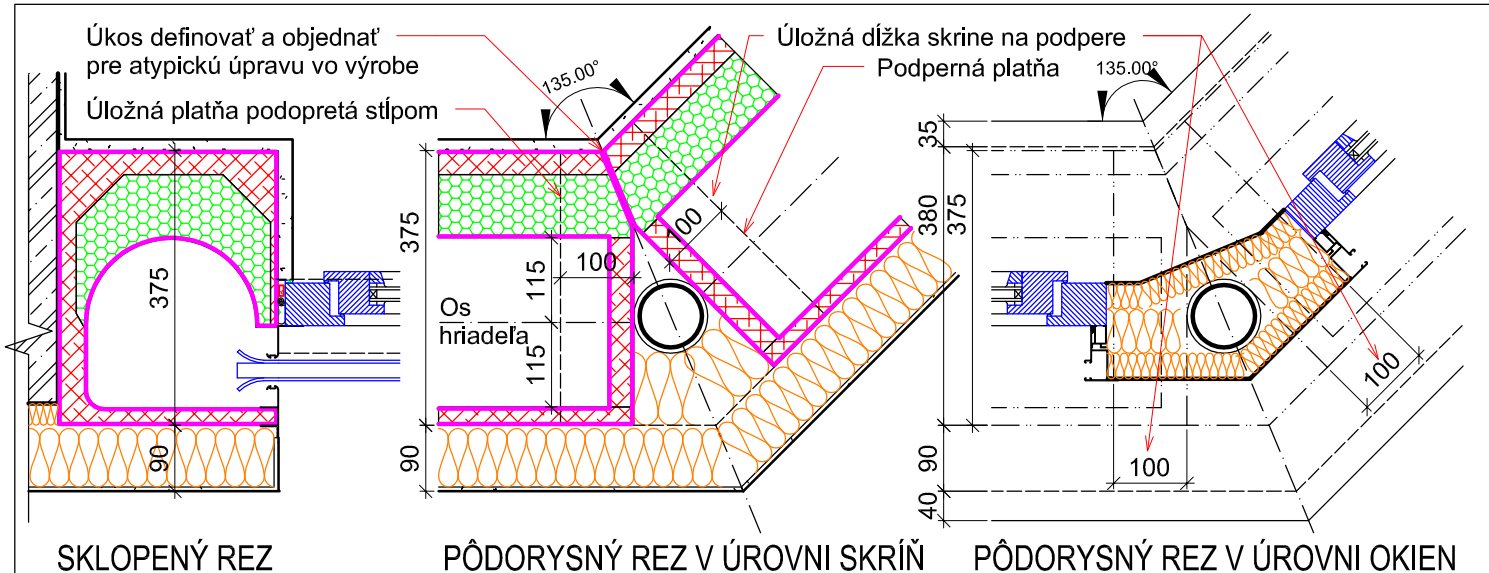 Úkos definovať a objednať
pre atypickú úpravu vo výrobe
Úložná platňa podopretá stĺpom
375
90
SKLOPENÝ REZ
135.00°
Úložná dĺžka skrine na podpere
Podperná platňa
375
115
100
100
Os
hriadeľa
115
90
PÔDORYSNÝ REZ V ÚROVNI SKRÍŇ
135.00°
35
380
375
90
40
100
100
PÔDORYSNÝ REZ V ÚROVNI OKIEN